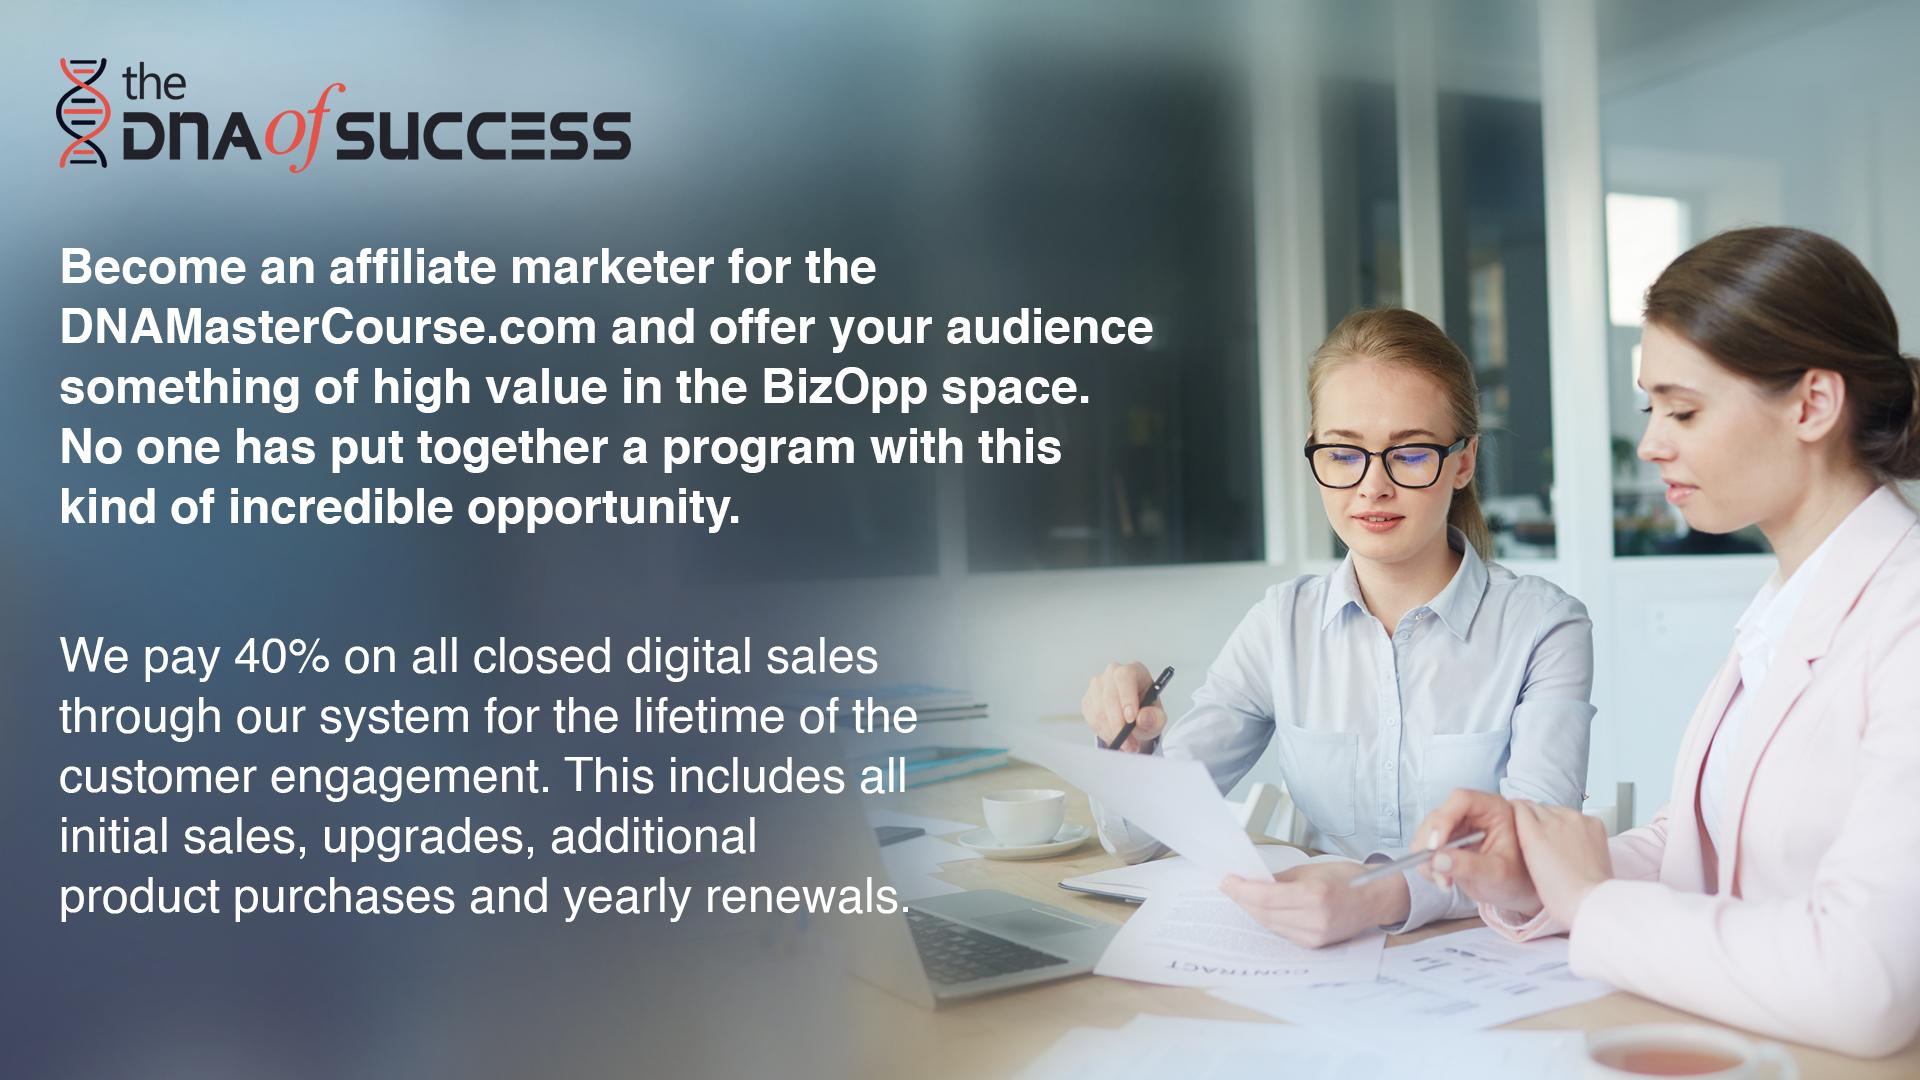 the
DNA of SUCCESS
Become an affiliate marketer for the
DNAMasterCourse.com and offer your audience
something of high value in the BizOpp space.
No one has put together a program with this
kind of incredible opportunity.
We pay 40% on all closed digital sales
through our system for the lifetime of the
customer engagement. This includes all
initial sales, upgrades, additional
product purchases and yearly renewals.
CONTRACT